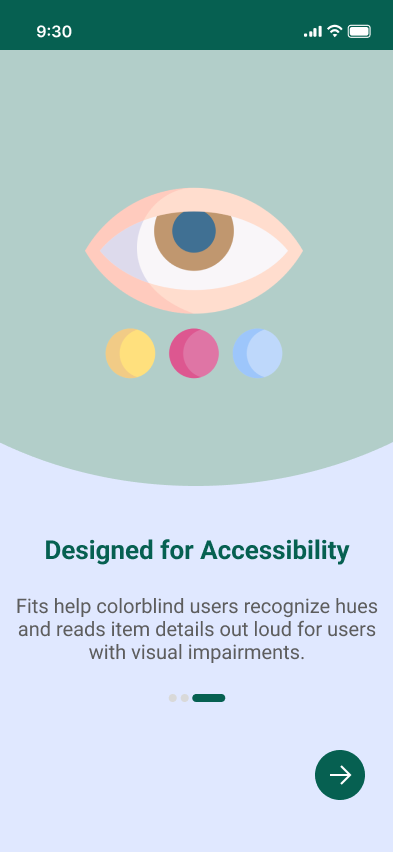 9:30
Designed for Accessibility
Fits help colorblind users recognize hues
and reads item details out loud for users
with visual impairments.